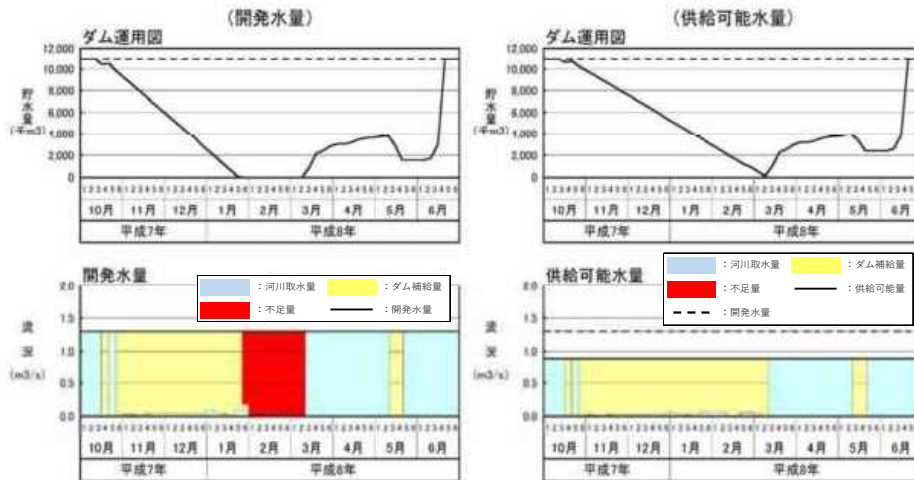 (開発水量)
ダム運用図
12,000
10,000
8,000
6,000
4,000
2,000
0
貯水量
(千m3)
10月 11月 12月 1月 2月 3月 4月 5月 6月
平成7年 平成8年
(供給可能水量)
ダム運用図
12,000
10,000
8,000
6,000
4,000
2,000
0
貯水量
(千m3)
10月 11月 12月 1月 2月 3月 4月 5月 6月
平成7年 平成8年
開発水量
:河川取水量 :ダム補給量
:不足量 :開発水量
2.0
1.5
1.0
0.5
0.0
流況
(m3/s)
10月 11月 12月 1月 2月 3月 4月 5月 6月
平成7年 平成8年
供給可能水量
:河川取水量 :ダム補給量
:不足量 :供給可能量
:開発水量
2.0
1.5
1.0
0.5
0.0
流況
(m3/s)
10月 11月 12月 1月 2月 3月 4月 5月 6月
平成7年 平成8年